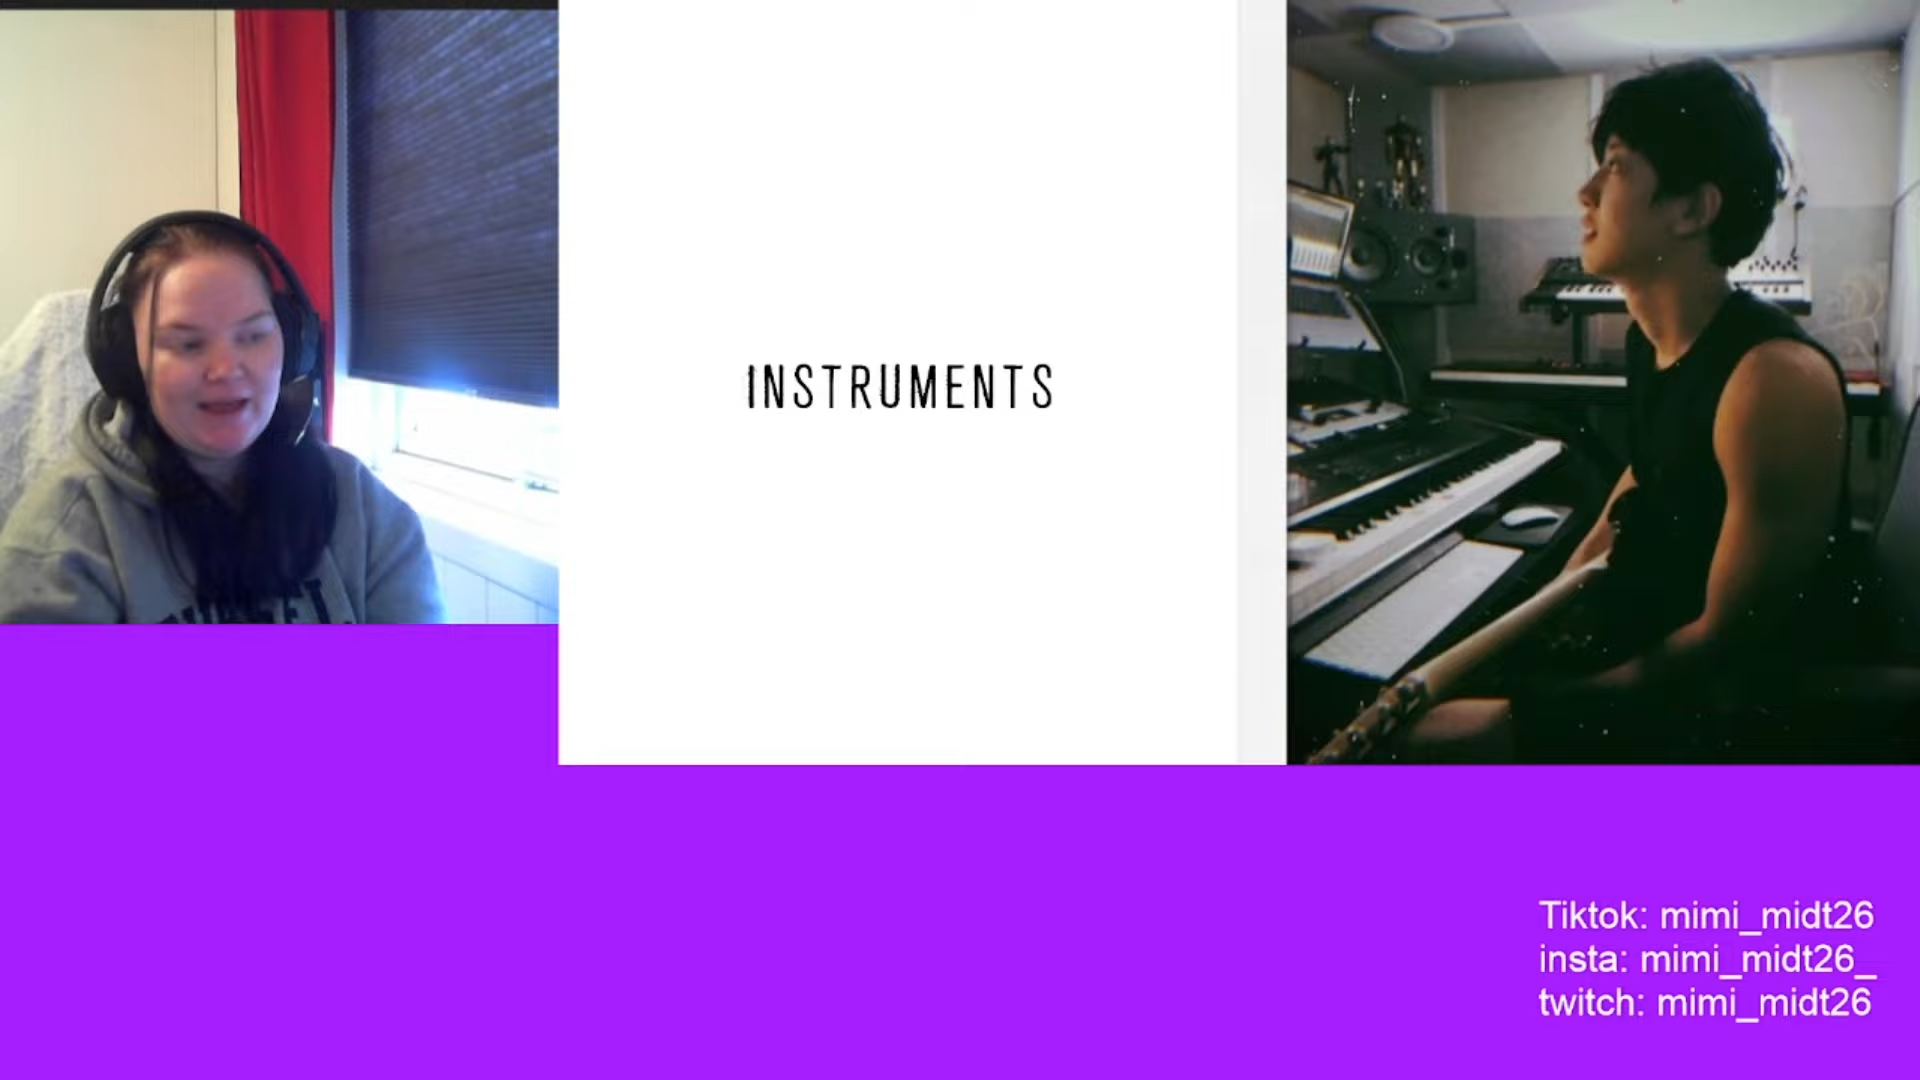 INSTRUMENTS
Tiktok: mimi_midt26
insta: mimi_midt26_
twitch: mimi_midt26